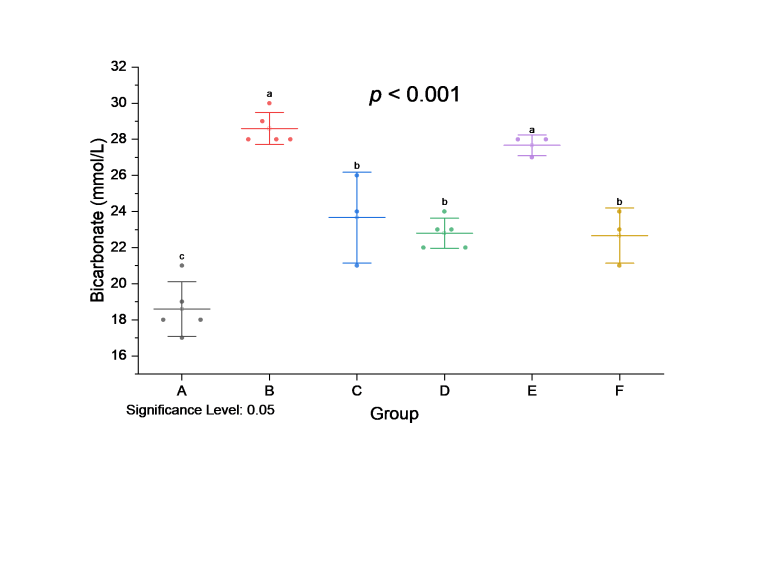 32
p < 0.001
30
28
26
24
22
20
18
16
Bicarbonate (mmol/L)
a
a
b
b
b
c
A B C D E F
Significance Level: 0.05
Group